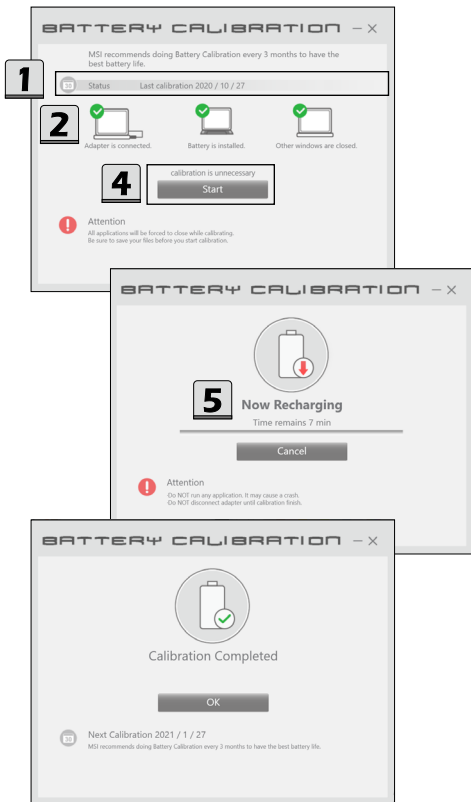 BATTERY CALIBRATION
MSI recommends doing Battery Calibration every 3 months to have the
best battery life.
1
30 Status Last calibration 2020 / 10 / 27
2
Adapter is connected. Battery is installed. Other windows are closed.
4
calibration is unnecessary
Start
Attention
All applications will be forced to close while calibrating.
Be sure to save your files before you start calibration.
BATTERY CALIBRATION
5
Now Recharging
Time remains 7 min
Cancel
Attention
·Do NOT run any application. It may cause a crash.
·Do NOT disconnect adapter until calibration finish.
BATTERY CALIBRATION
Calibration Completed
OK
30 Next Calibration 2021 / 1 / 27
MSI recommends doing Battery Calibration every 3 months to have the best battery life.